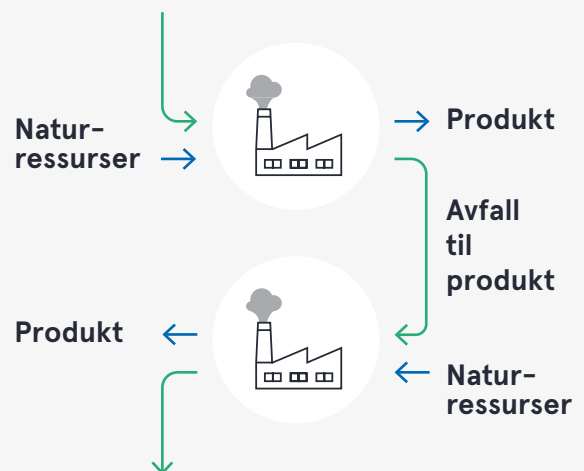 Natur-
ressurser
Produkt
Avfall
til
produkt
Produkt
Natur-
ressurser